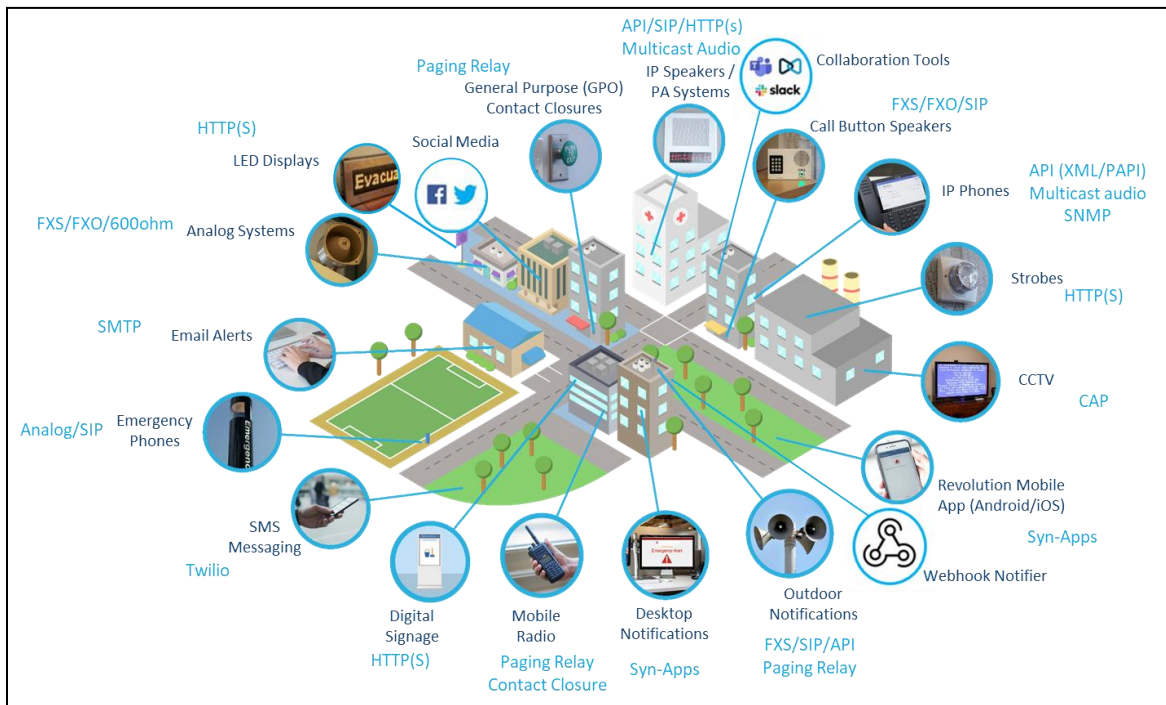 API/SIP/HTTP(s)
Multicast Audio
IP Speakers /
PA Systems
slack
Collaboration Tools
Paging Relay
General Purpose (GPO)
Contact Closures
FXS/FXO/SIP
Call Button Speakers
HTTP(S)
LED Displays
Evacua
Social Media
API (XML/PAPI)
Multicast audio
SNMP
IP Phones
FXS/FXO/600ohm
Analog Systems
Strobes
HTTP(S)
SMTP
Email Alerts
CCTV
CAP
Analog/SIP
Emergency
Phones
Emergenc
Revolution Mobile
App (Android/iOS)
Syn-Apps
SMS
Messaging
Twilio
Webhook Notifier
Digital
Signage
HTTP(S)
Mobile
Radio
Paging Relay
Contact Closure
Emergency Alert
Desktop
Notifications
Syn-Apps
Outdoor
Notifications
FXS/SIP/API
Paging Relay